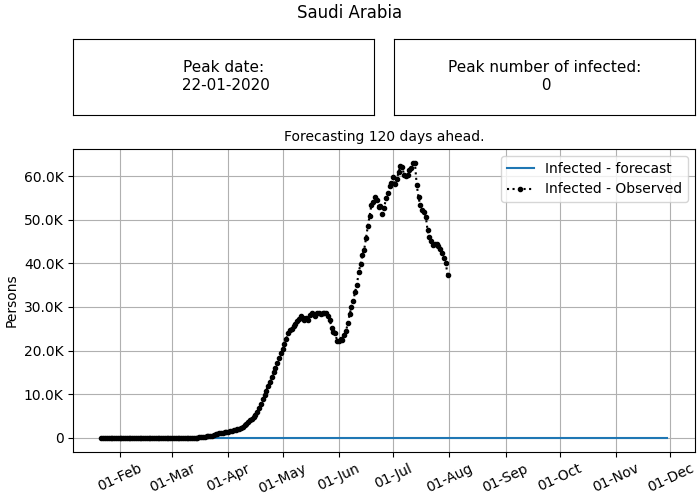 Saudi Arabia
Peak date:
22-01-2020
Peak number of infected:
0
Forecasting 120 days ahead.
Infected - forecast
Infected - Observed
Persons
60.0K
50.0K
40.0K
30.0K
20.0K
10.0K
0
01-Feb
01-Mar
01-Apr
01-May
01-Jun
01-Jul
01-Aug
01-Sep
01-Oct
01-Nov
01-Dec